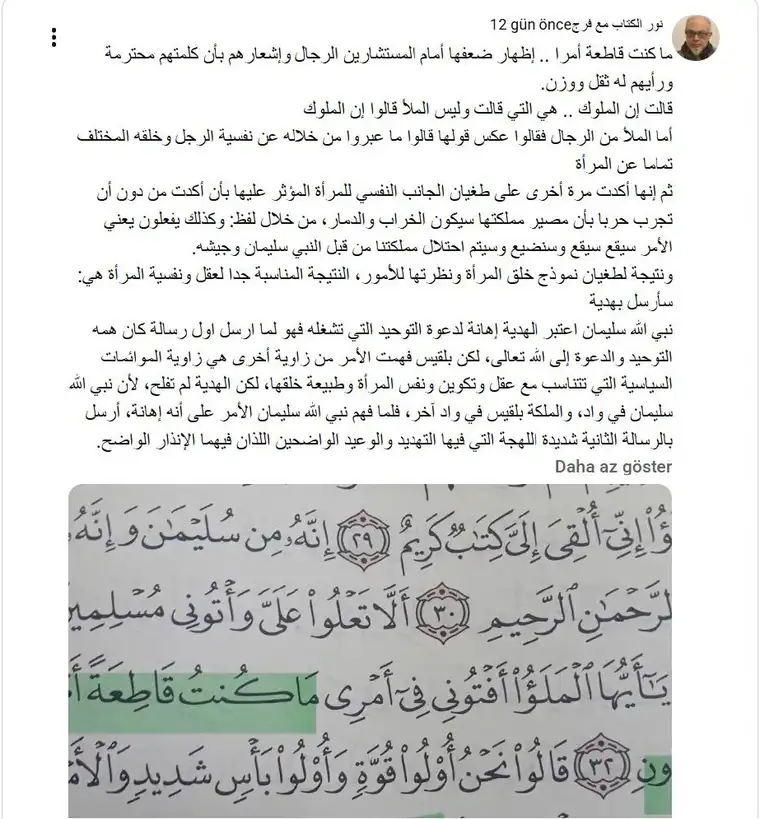 نور الكتاب مع فرج 12 gün önce
ما كنت قاطعة أمرا .. إظهار ضعفها أمام المستشارين الرجال وإشعارهم بأن كلمتهم محترمة
ورأيهم له ثقل ووزن.
قالت إن الملوك .. هي التي قالت وليس الملأ قالوا إن الملوك
أما الملأ من الرجال فقالوا عكس قولها قالوا ما عبروا من خلاله عن نفسية الرجل وخلقه المختلف
تماما عن المرأة
ثم إنها أكدت مرة أخرى على طغيان الجانب النفسي للمرأة المؤثر عليها بأن أكدت من دون أن
تجرب حربا بأن مصير مملكتها سيكون الخراب والدمار، من خلال لفظ: وكذلك يفعلون يعني
الأمر سيقع سيقع وسنضيع وسيتم احتلال مملكتنا من قبل النبي سليمان وجيشه.
ونتيجة لطغيان نموذج خلق المرأة ونظرتها للأمور، النتيجة المناسبة جدا لعقل ونفسية المرأة هي:
سأرسل بهدية
نبي الله سليمان اعتبر الهدية إهانة لدعوة التوحيد التي تشغله فهو لما ارسل اول رسالة كان همه
التوحيد والدعوة إلى الله تعالى، لكن بلقيس فهمت الأمر من زاوية أخرى هي زاوية الموائمات
السياسية التي تتناسب مع عقل وتكوين ونفس المرأة وطبيعة خلقها، لكن الهدية لم تفلح، لأن نبي الله
سليمان في واد، والملكة بلقيس في واد آخر، فلما فهم نبي الله سليمان الأمر على أنه إهانة، أرسل
بالرسالة الثانية شديدة اللهجة التي فيها التهديد والوعيد الواضحين اللذان فيهما الإنذار الواضح.
Daha az göster
إِنِّىٓ أُلْقِىَ إِلَىَّ كِتَٰبٌ كَرِيمٌ ٢٩ إِنَّهُۥ مِن سُلَيْمَٰنَ وَإِنَّهُۥ
ٱلرَّحْمَٰنِ ٱلرَّحِيمِ ٣٠ أَلَّا تَعْلُوا۟ عَلَىَّ وَأْتُونِى مُسْلِمِين
يَٰٓأَيُّهَا ٱلْمَلَؤُا۟ أَفْتُونِى فِىٓ أَمْرِى مَا كُنتُ قَاطِعَةً
ونِ ٣٢ قَالُوا۟ نَحْنُ أُو۟لُوا۟ قُوَّةٍ وَأُو۟لُوا۟ بَأْسٍ شَدِيدٍ وَٱلْأَم